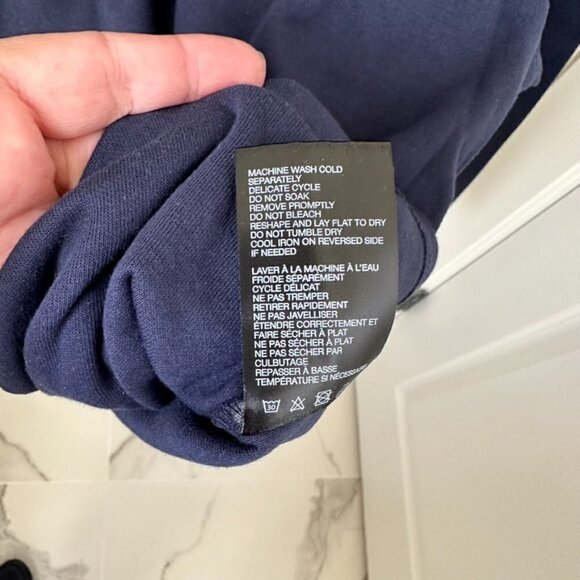 MACHINE WASH COLD
SEPARATELY
DELICATE CYCLE
DO NOT SOAK
REMOVE PROMPTLY
DO NOT BLEACH
RESHAPE AND LAY FLAT TO DRY
DO NOT TUMBLE DRY
COOL IRON ON REVERSED SIDE
IF NEEDED
LAVER À LA MACHINE À L'EAU
FROIDE SÉPARÉMENT
CYCLE DÉLICAT
NE PAS TREMPER
RETIRER RAPIDEMENT
NE PAS JAVELLISER
ÉTENDRE CORRECTEMENT ET
FAIRE SÉCHER À PLAT
NE PAS SÉCHER À PLAT
NE PAS SÉCHER PAR
CULBUTAGE
REPASSER À BASSE
TEMPÉRATURE SI NÉCESSAIRE
30